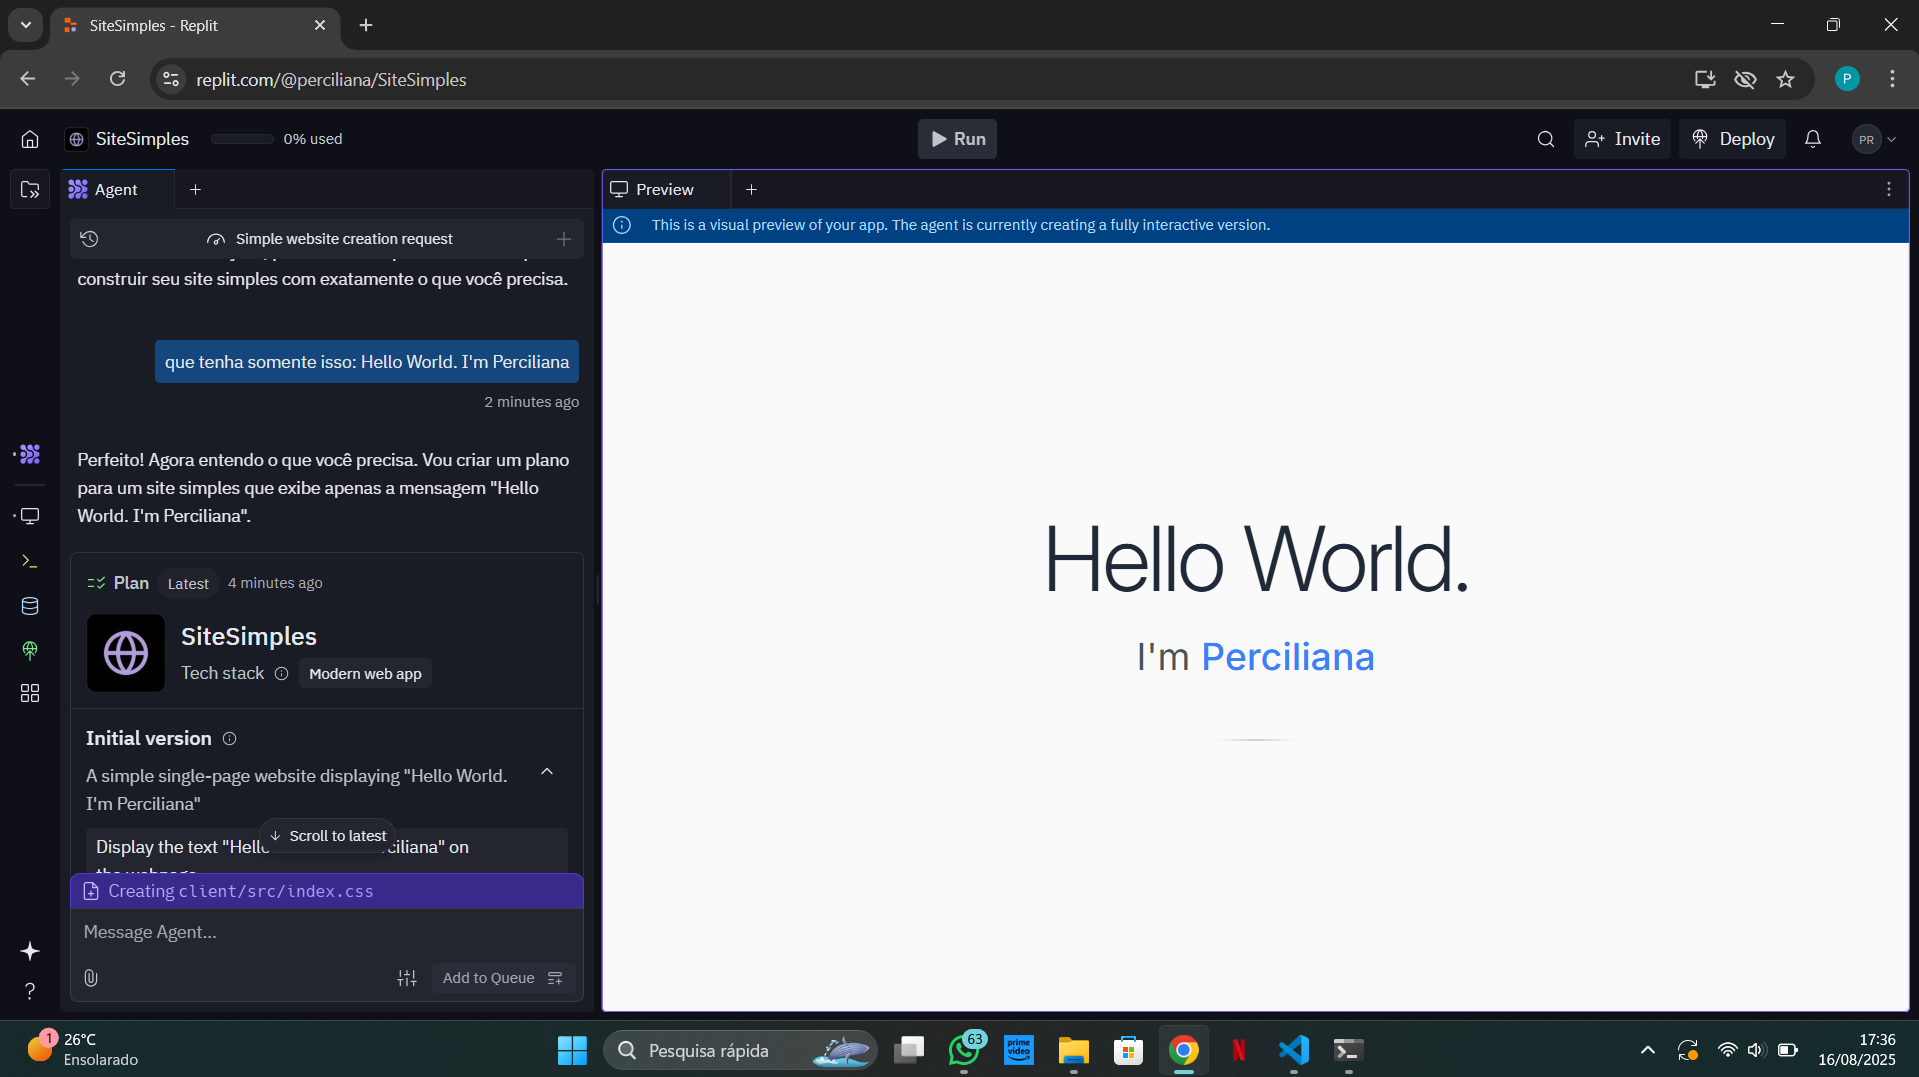 SiteSimples - Replit
replit.com/@perciliana/SiteSimples
P
SiteSimples
0% used
Run
Invite
Deploy
PR
Agent
Preview
Simple website creation request
This is a visual preview of your app. The agent is currently creating a fully interactive version.
construir seu site simples com exatamente o que você precisa.
que tenha somente isso: Hello World. I'm Perciliana
2 minutes ago
Perfeito! Agora entendo o que você precisa. Vou criar um plano
para um site simples que exibe apenas a mensagem "Hello
World. I'm Perciliana".
Plan
Latest
4 minutes ago
SiteSimples
Tech stack
Modern web app
Initial version
A simple single-page website displaying "Hello World.
I'm Perciliana"
Scroll to latest
Display the text "Hello ciliana" on
the webpage
Creating client/src/index.css
Message Agent...
Add to Queue
Hello World.
I'm Perciliana
1
26°C
Ensolarado
Pesquisa rápida
63
prime video
N
17:36
16/08/2025